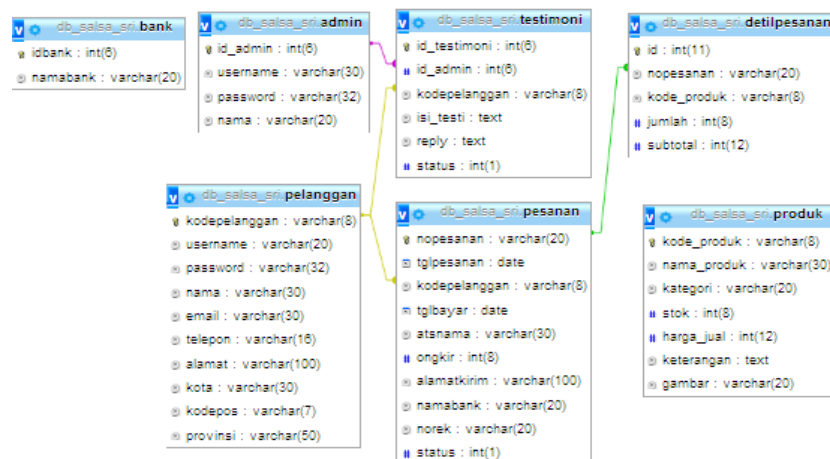 db_salsa_sri.bank
idbank : int(6)
namabank : varchar(20)
db_salsa_sri.admin
id_admin : int(6)
username : varchar(30)
password : varchar(32)
nama : varchar(20)
db_salsa_sri.testimoni
id_testimoni : int(6)
id_admin : int(6)
kodepelanggan : varchar(8)
isi_testi : text
reply : text
status : int(1)
db_salsa_sri.detilpesanan
id : int(11)
nopesanan : varchar(20)
kode_produk : varchar(8)
jumlah : int(8)
subtotal : int(12)
db_salsa_sri.pelanggan
kodepelanggan : varchar(8)
username : varchar(20)
password : varchar(32)
nama : varchar(30)
email : varchar(30)
telepon : varchar(16)
alamat : varchar(100)
kota : varchar(30)
kodepos : varchar(7)
provinsi : varchar(50)
db_salsa_sri.pesanan
nopesanan : varchar(20)
tglpesanan : date
kodepelanggan : varchar(8)
tglbayar : date
atsnama : varchar(30)
ongkir : int(8)
alamatkirim : varchar(100)
namabank : varchar(20)
norek : varchar(20)
status : int(1)
db_salsa_sri.produk
kode_produk : varchar(8)
nama_produk : varchar(30)
kategori : varchar(20)
stok : int(8)
harga_jual : int(12)
keterangan : text
gambar : varchar(20)